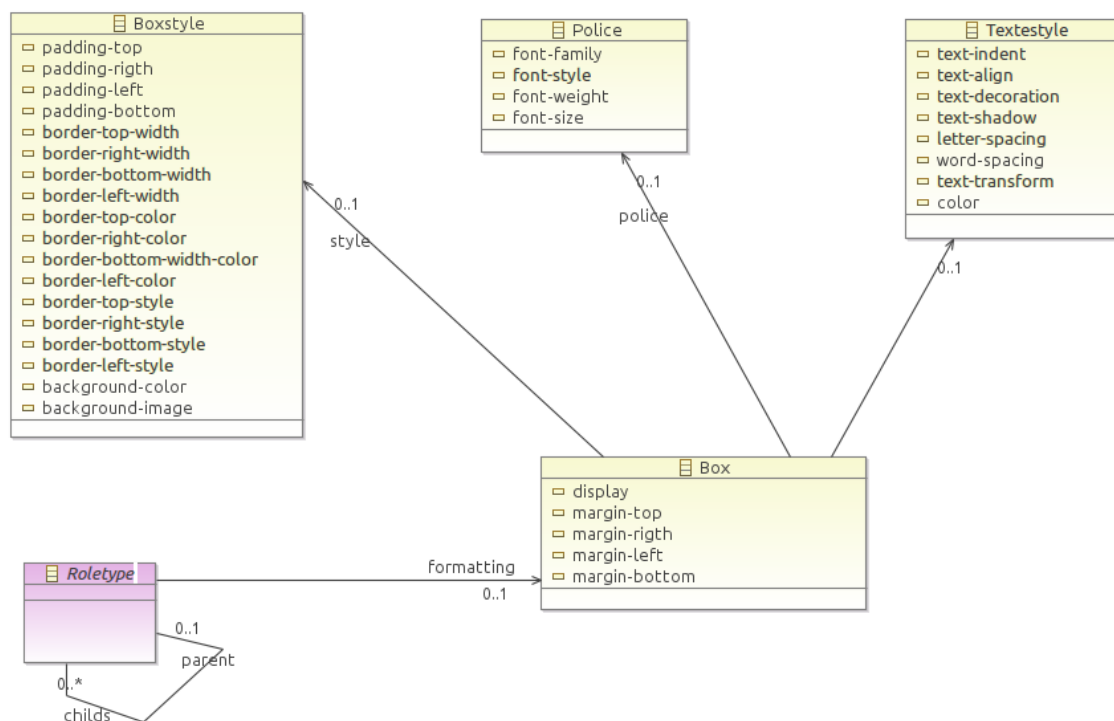 Boxstyle
padding-top
padding-rigth
padding-left
padding-bottom
border-top-width
border-right-width
border-bottom-width
border-left-width
border-top-color
border-right-color
border-bottom-width-color
border-left-color
border-top-style
border-right-style
border-bottom-style
border-left-style
background-color
background-image
Police
font-family
font-style
font-weight
font-size
Textestyle
text-indent
text-align
text-decoration
text-shadow
letter-spacing
word-spacing
text-transform
color
0..1
style
0..1
police
0..1
Box
display
margin-top
margin-rigth
margin-left
margin-bottom
Roletype
formatting
0..1
0..1
parent
0..*
childs